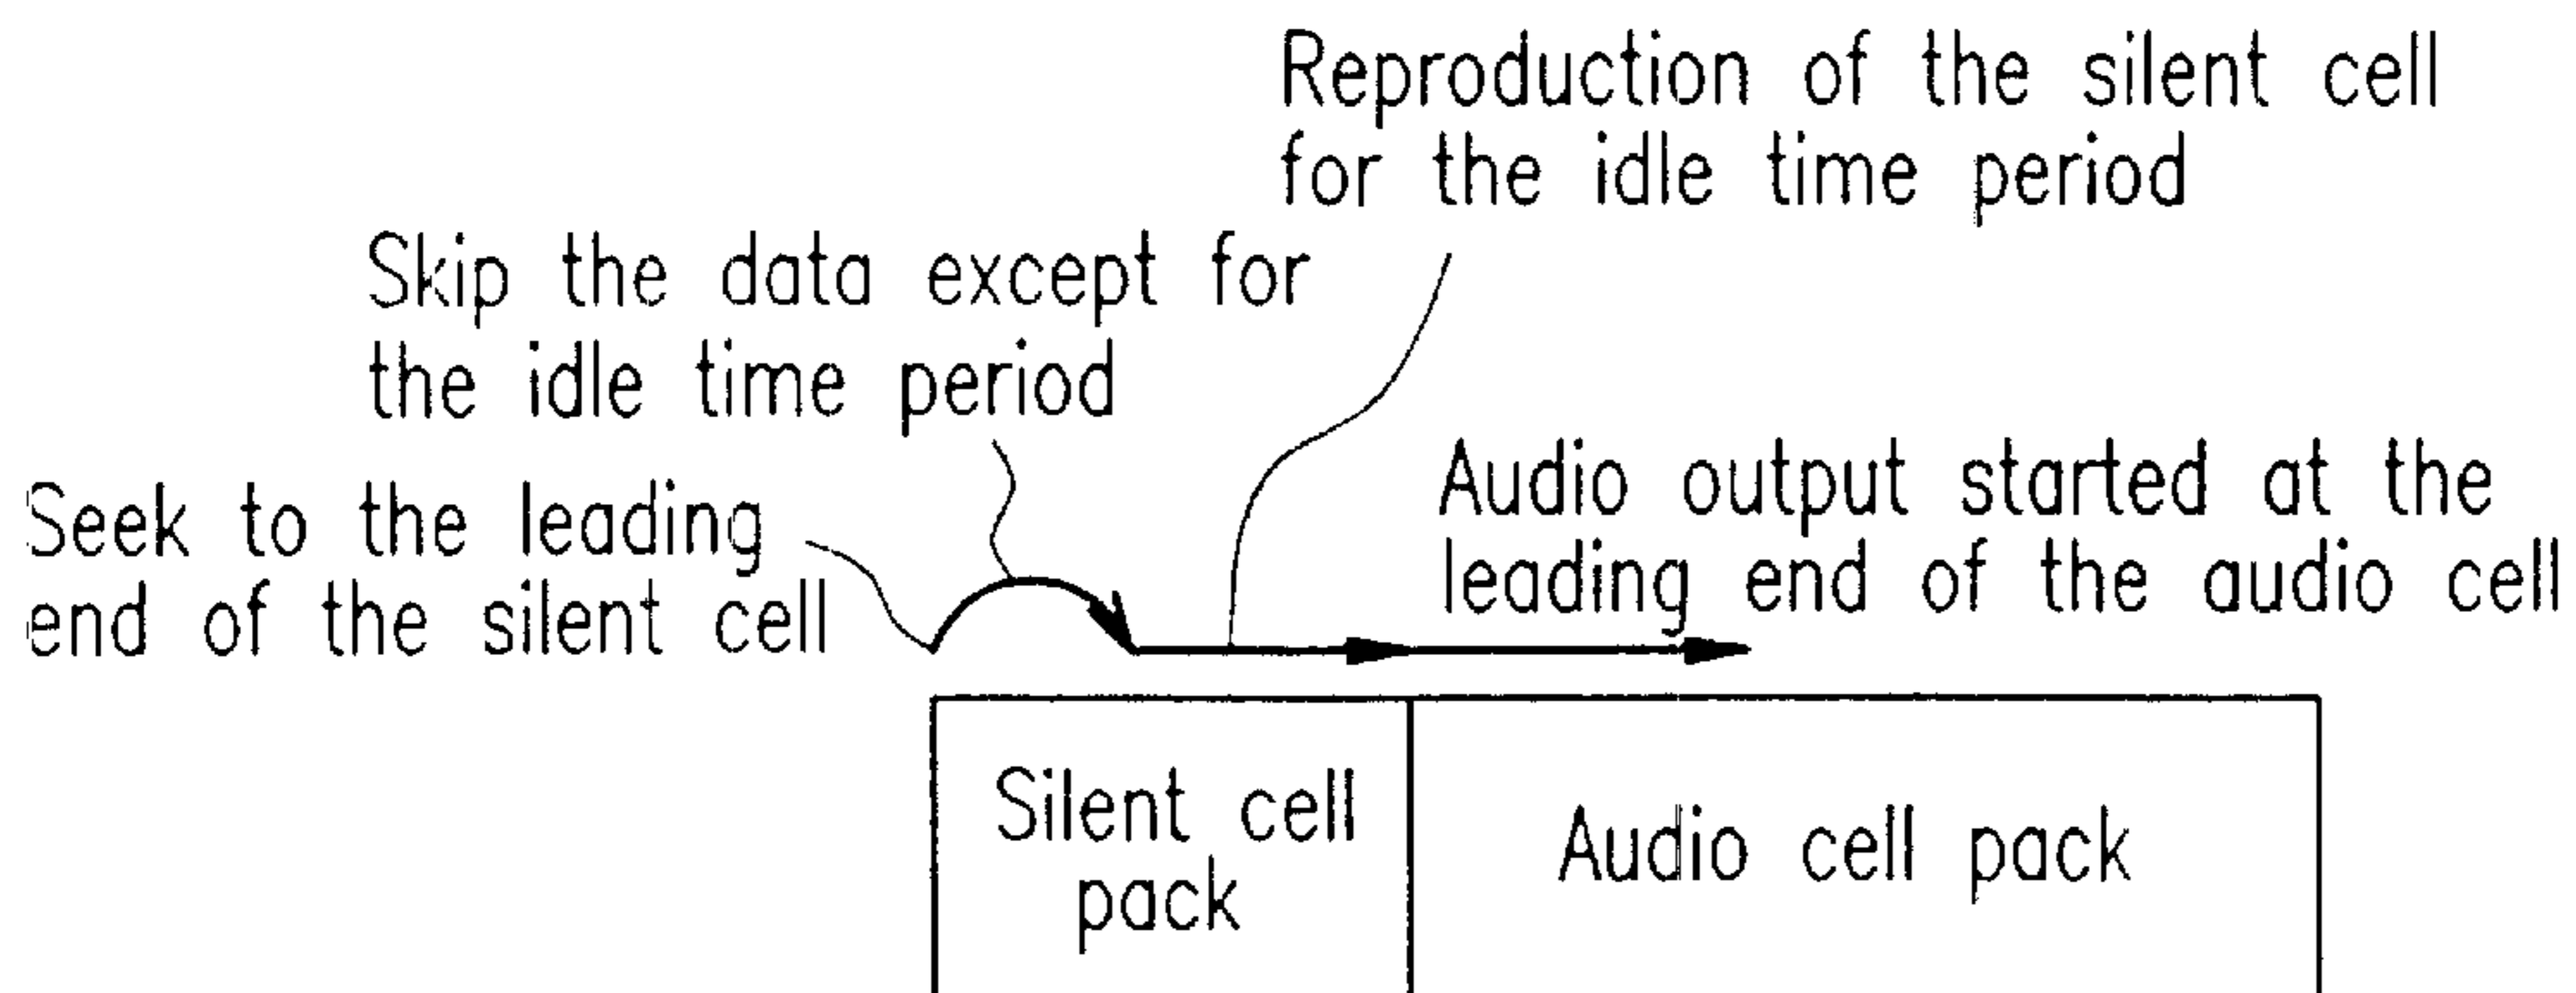 Reproduction of the silent cell
for the idle time period
Skip the data except for
the idle time period
Seek to the leading
end of the silent cell
Audio output started at the
leading end of the audio cell
Silent cell
pack
Audio cell pack